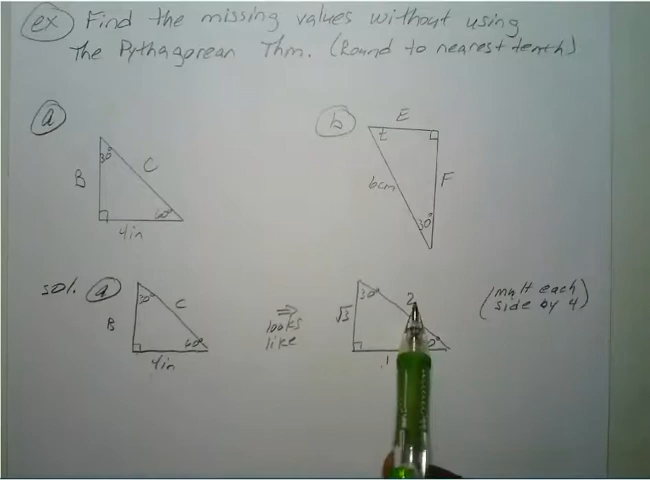 ex Find the missing values without using
the Pythagorean Thm. (Round to nearest tenth)
a
30°
B
C
60°
4in
b
E
t
6cm
F
30°
sol. a
30°
C
B
60°
4in
⇒
looks
like
30°
2
√3
1
(mult each
side by 4)